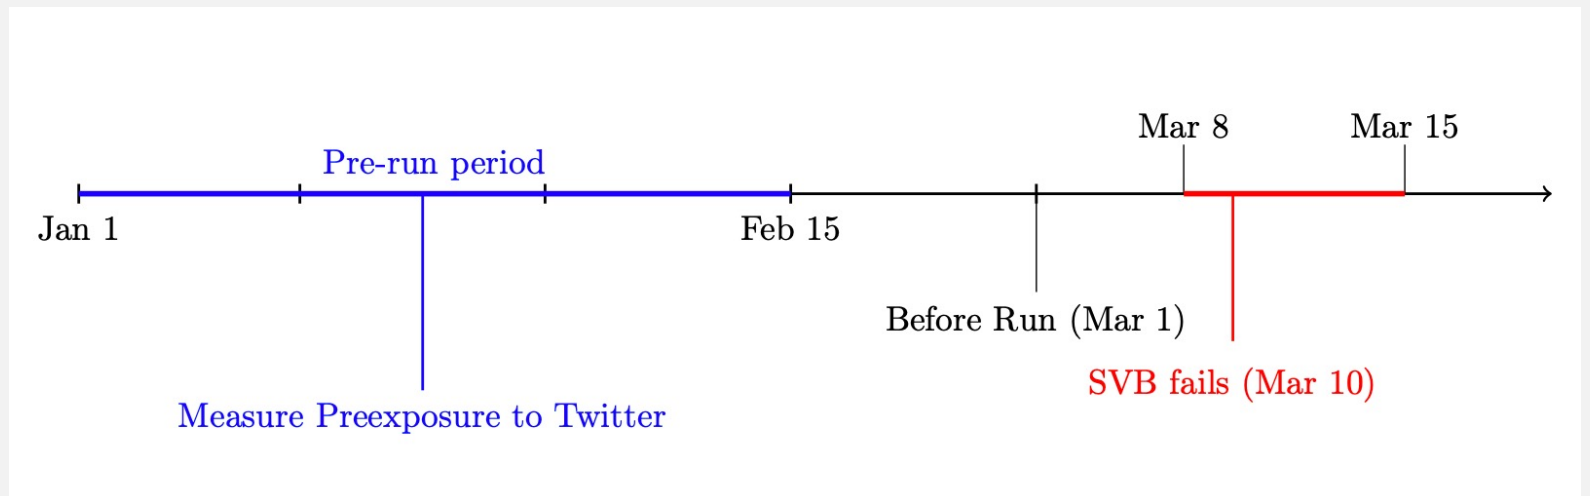 Mar 8
Mar 15
Pre-run period
Jan 1
Feb 15
Before Run (Mar 1)
SVB fails (Mar 10)
Measure Preexposure to Twitter